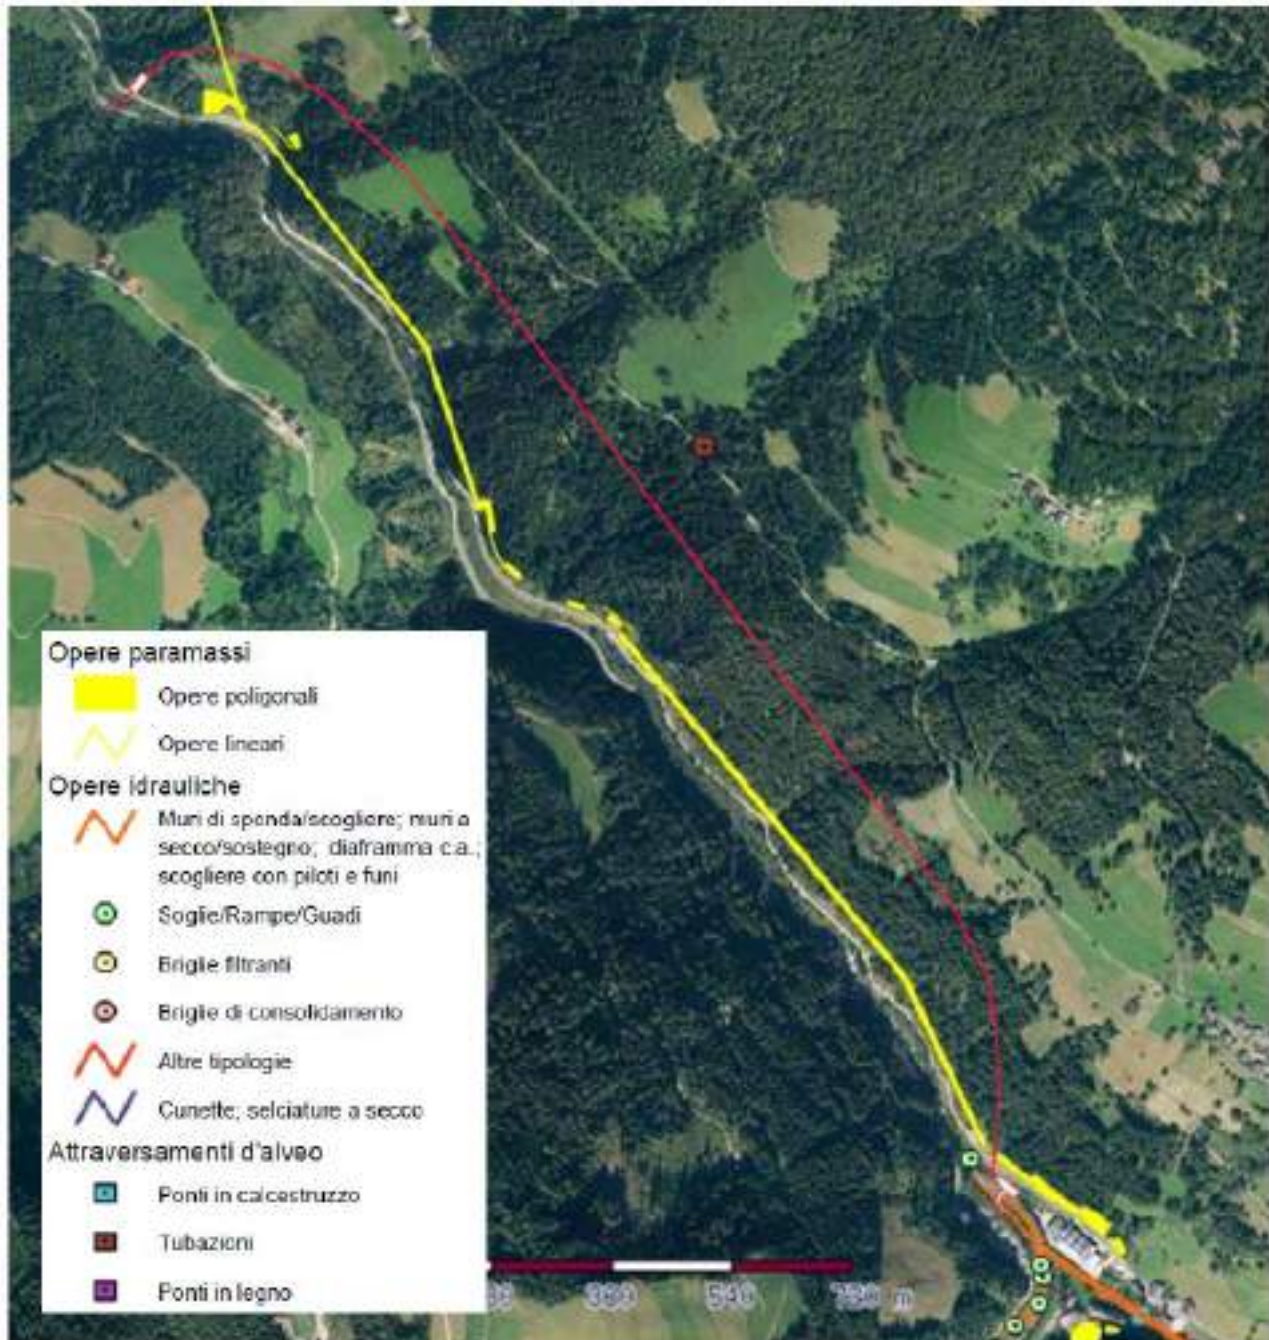 Opere paramassi
Opere poligonali
Opere lineari
Opere idrauliche
Muri di sponda/scogliere; muri a
secco/sostegno; diaframma c.a.;
scogliere con piloti e funi
Soglie/Rampe/Guadi
Briglie filtranti
Briglie di consolidamento
Altre tipologie
Cunette; selciature a secco
Attraversamenti d'alveo
Ponti in calcestruzzo
Tubazioni
Ponti in legno
540
m